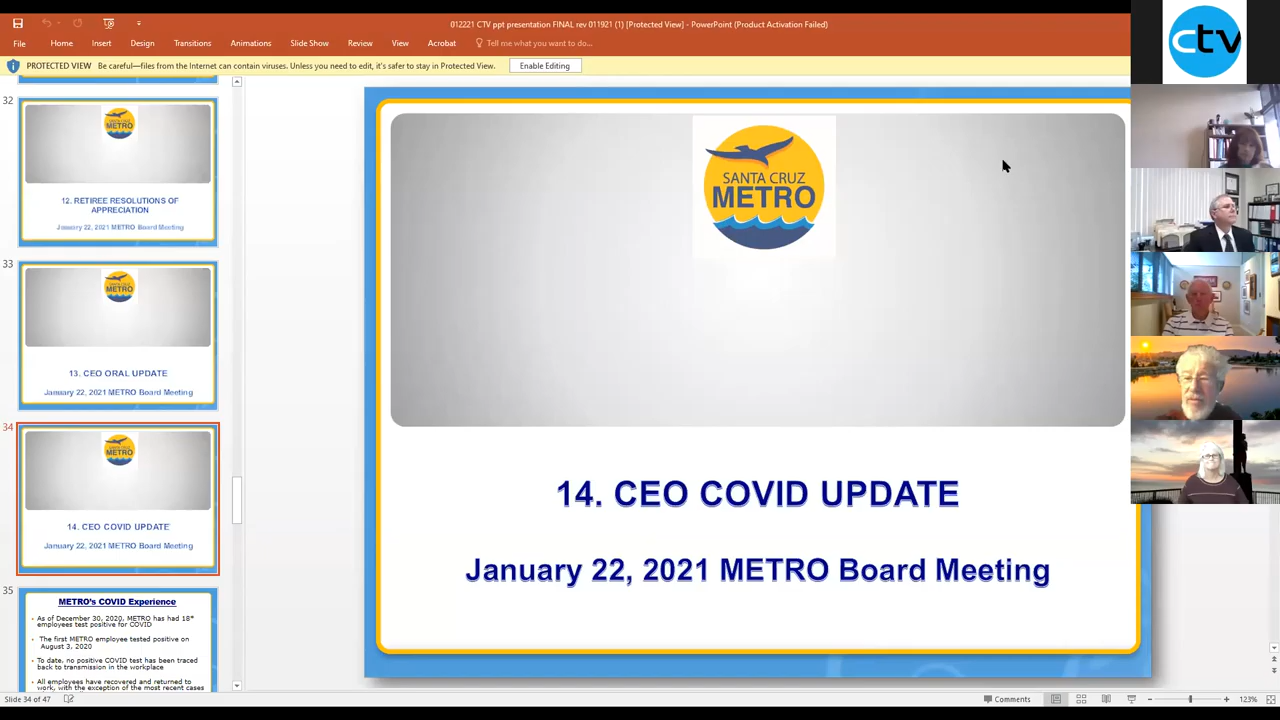 012221 CTV ppt presentation FINAL rev 011921 (1) [Protected View] - PowerPoint (Product Activation Failed)
File Home Insert Design Transitions Animations Slide Show Review View Acrobat Tell me what you want to do...
PROTECTED VIEW Be careful—files from the Internet can contain viruses. Unless you need to edit, it's safer to stay in Protected View. Enable Editing
ctv
32
METRO
12. RETIREE RESOLUTIONS OF
APPRECIATION
January 22, 2021 METRO Board Meeting
33
METRO
13. CEO ORAL UPDATE
January 22, 2021 METRO Board Meeting
34
METRO
14. CEO COVID UPDATE
January 22, 2021 METRO Board Meeting
35
METRO's COVID Experience
• As of December 30, 2020, METRO has had 18*
employees test positive for COVID
• The first METRO employee tested positive on
August 3, 2020
• To date, no positive COVID test has been traced
back to transmission in the workplace
• All employees have recovered and returned to
work, with the exception of the most recent cases
SANTA CRUZ
METRO
14. CEO COVID UPDATE
January 22, 2021 METRO Board Meeting
Slide 34 of 47
Comments
123%